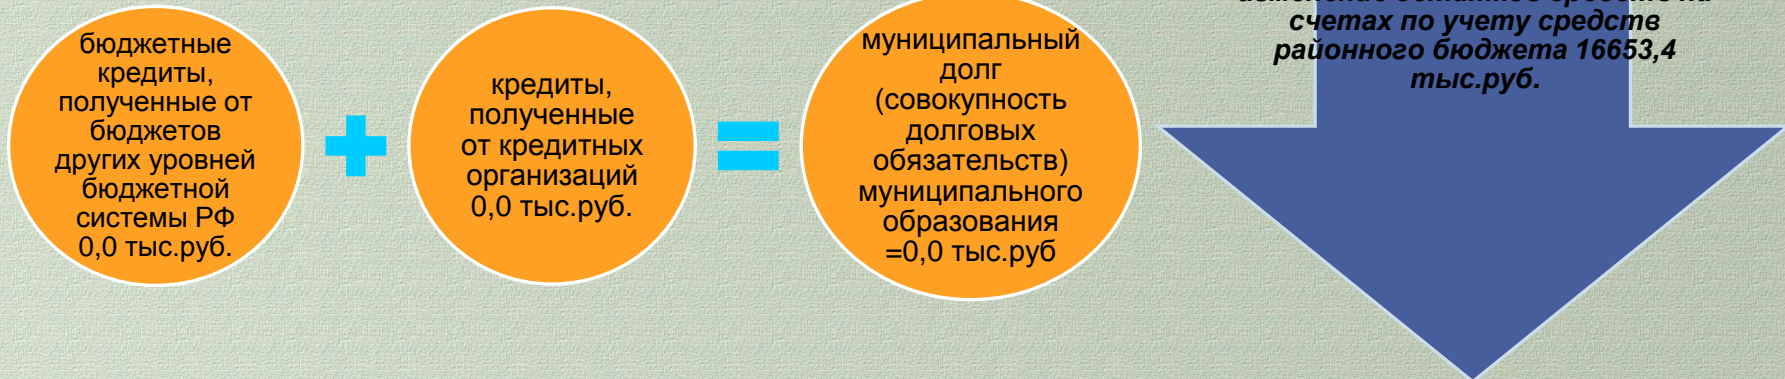 бюджетные
кредиты,
полученные от
бюджетов
других уровней
бюджетной
системы РФ
0,0 тыс.руб.
кредиты,
полученные
от кредитных
организаций
0,0 тыс.руб.
муниципальный
долг
(совокупность
долговых
обязательств)
муниципального
образования
=0,0 тыс.руб
счетах по учету средств
районного бюджета 16653,4
тыс.руб.